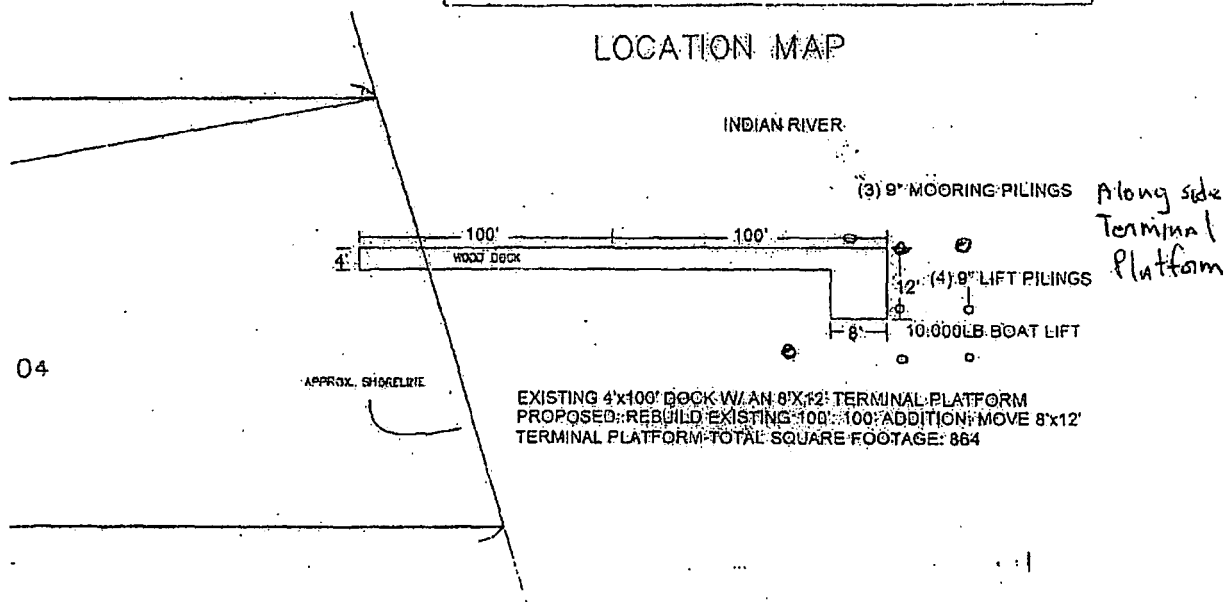 LOCATION MAP
INDIAN RIVER
(3) 9" MOORING PILINGS
Along side
Terminal
Platform
100'
100'
4'
WOOD DOCK
12'
(4) 9" LIFT PILINGS
8'
10,000LB BOAT LIFT
04
APPROX. SHORELINE
EXISTING 4'x100' DOCK W/ AN 8'X12' TERMINAL PLATFORM
PROPOSED: REBUILD EXISTING 100', 100' ADDITION, MOVE 8'x12'
TERMINAL PLATFORM-TOTAL SQUARE FOOTAGE: 864